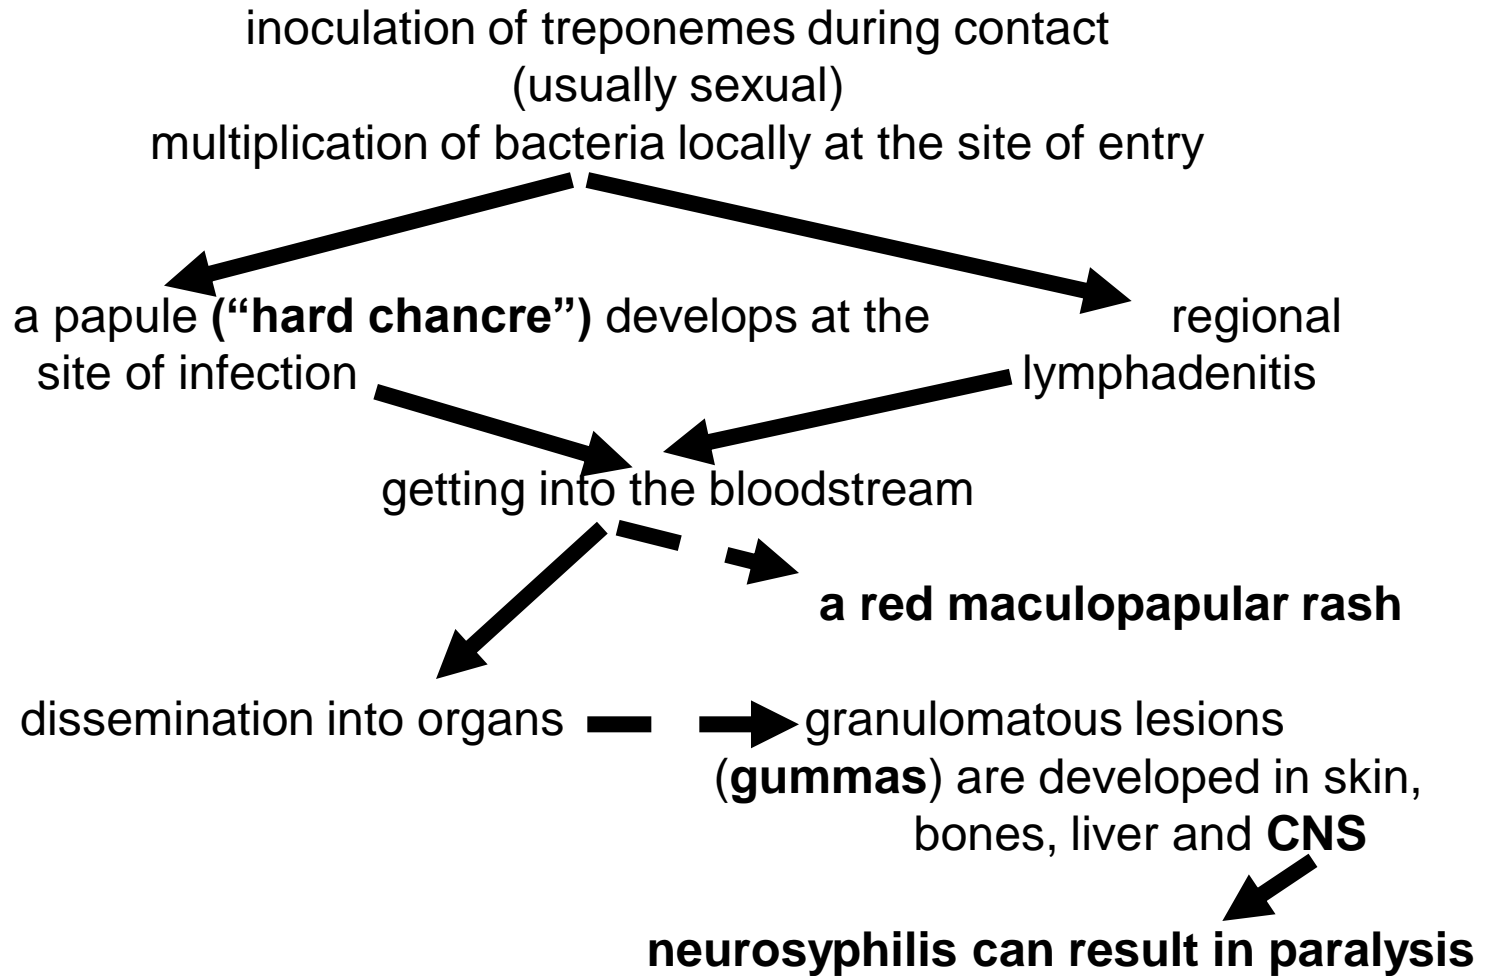 inoculation of treponemes during contact
(usually sexual)
multiplication of bacteria locally at the site of entry
a papule (“hard chancre”) develops at the
site of infection
regional
lymphadenitis
getting into the bloodstream
a red maculopapular rash
dissemination into organs
granulomatous lesions
(gummas) are developed in skin,
bones, liver and CNS
neurosyphilis can result in paralysis